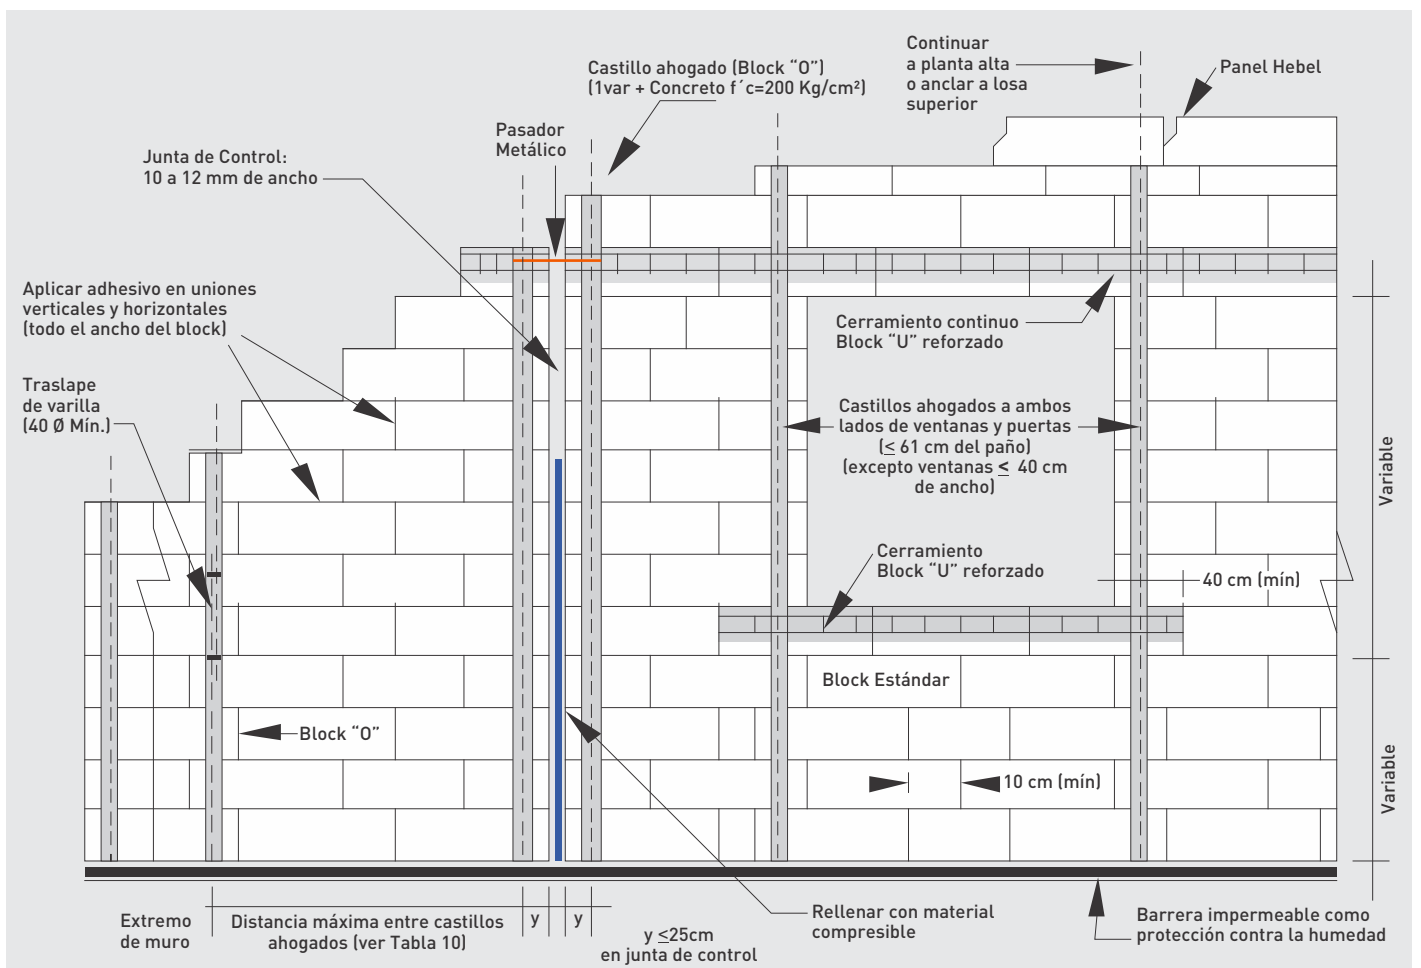 Continuar
a planta alta
o anclar a losa
superior
Panel Hebel
Castillo ahogado (Block “O”)
(1var + Concreto f´c=200 Kg/cm²)
Pasador
Metálico
Junta de Control:
10 a 12 mm de ancho
Aplicar adhesivo en uniones
verticales y horizontales
(todo el ancho del block)
Cerramiento continuo
Block “U” reforzado
Traslape
de varilla
(40 Ø Mín.)
Castillos ahogados a ambos
lados de ventanas y puertas
(≤ 61 cm del paño)
(excepto ventanas ≤ 40 cm
de ancho)
Variable
Cerramiento
Block “U” reforzado
40 cm (mín)
Block Estándar
Block “O”
10 cm (mín)
Variable
Extremo
de muro
Distancia máxima entre castillos
ahogados (ver Tabla 10)
y
y
y ≤25cm
en junta de control
Rellenar con material
compresible
Barrera impermeable como
protección contra la humedad